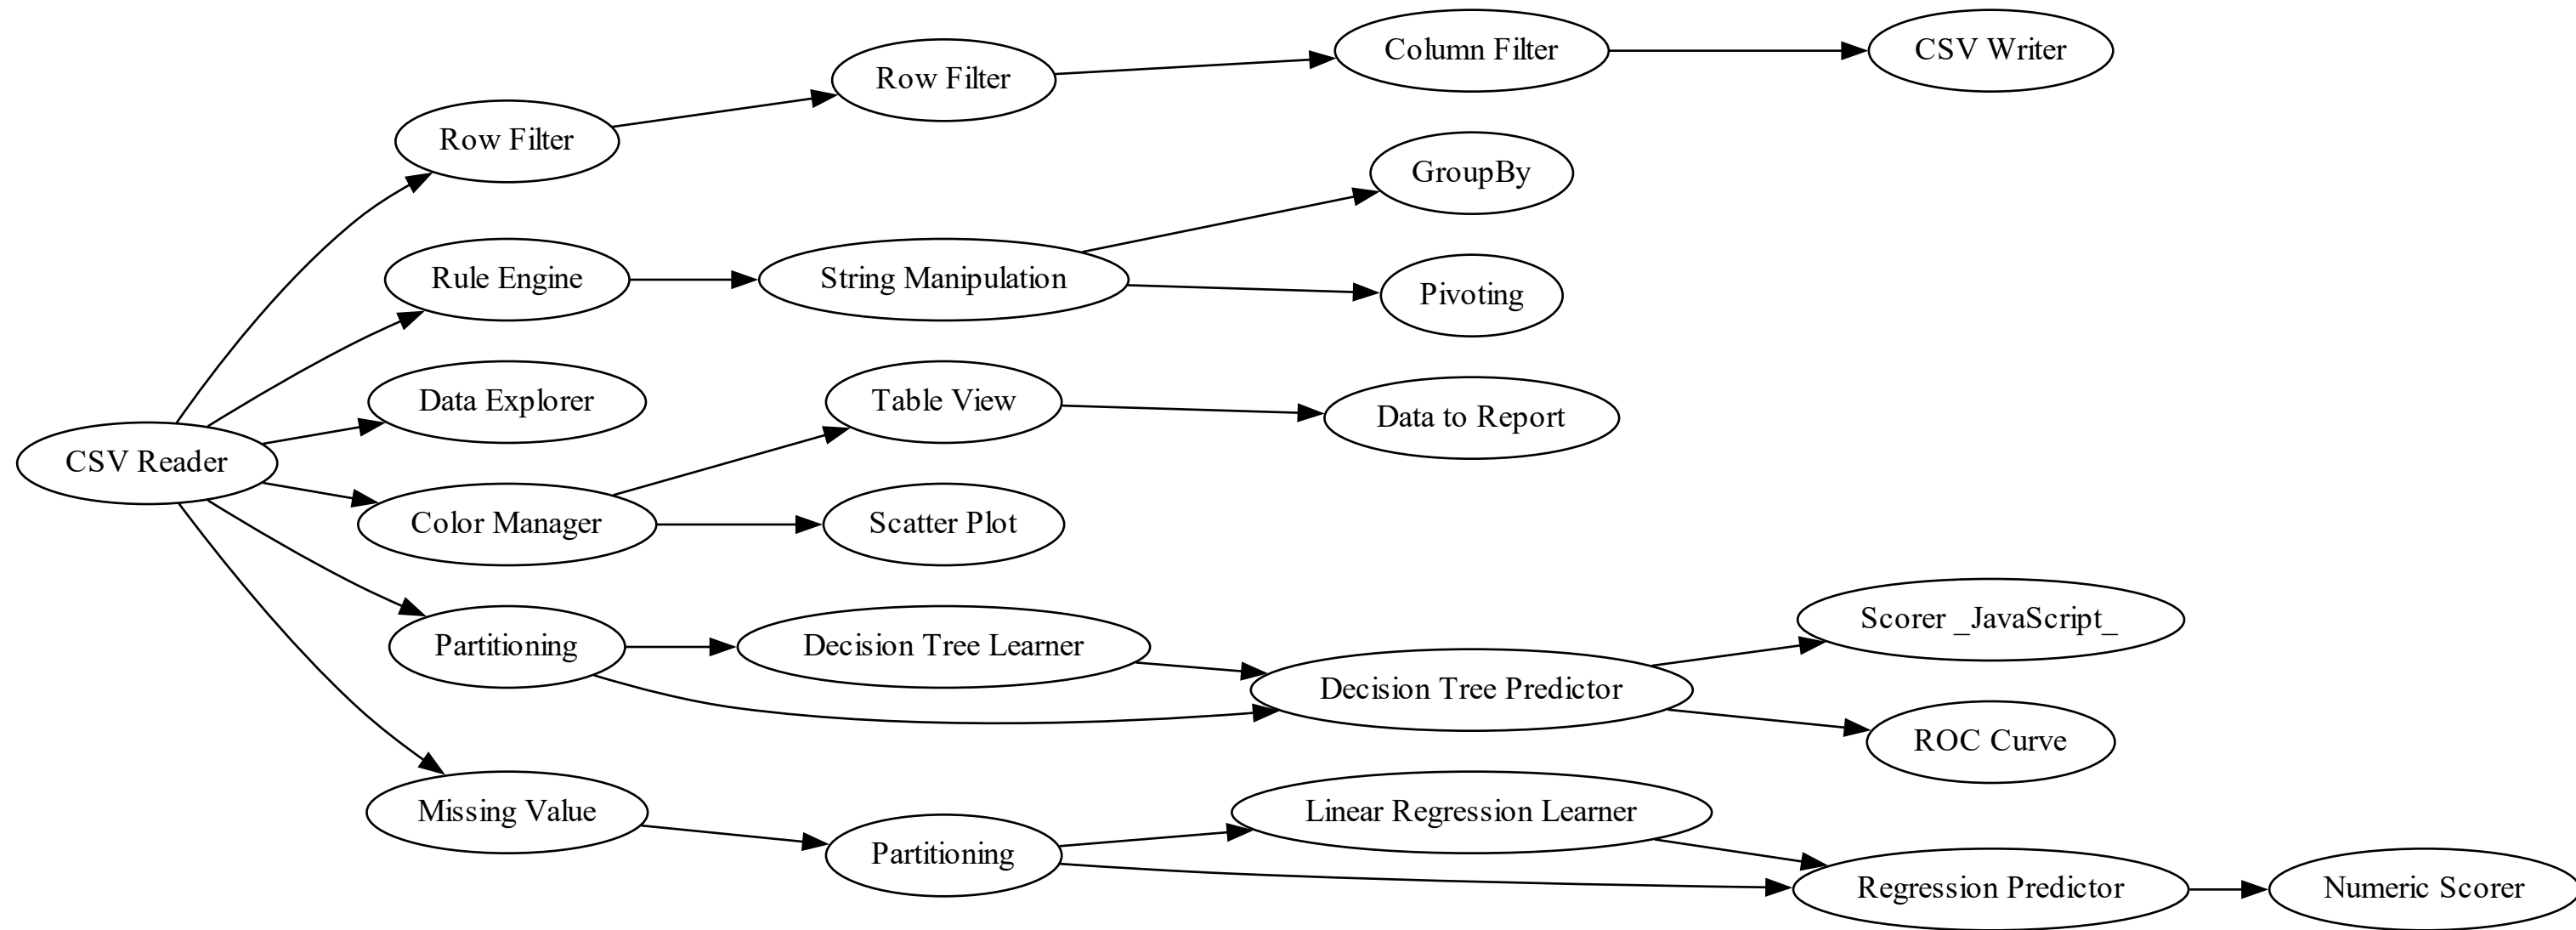 Column Filter
CSV Writer
Row Filter
Row Filter
GroupBy
Rule Engine
String Manipulation
Pivoting
Data Explorer
Table View
Data to Report
CSV Reader
Color Manager
Scatter Plot
Scorer _JavaScript_
Partitioning
Decision Tree Learner
Decision Tree Predictor
ROC Curve
Missing Value
Linear Regression Learner
Partitioning
Regression Predictor
Numeric Scorer